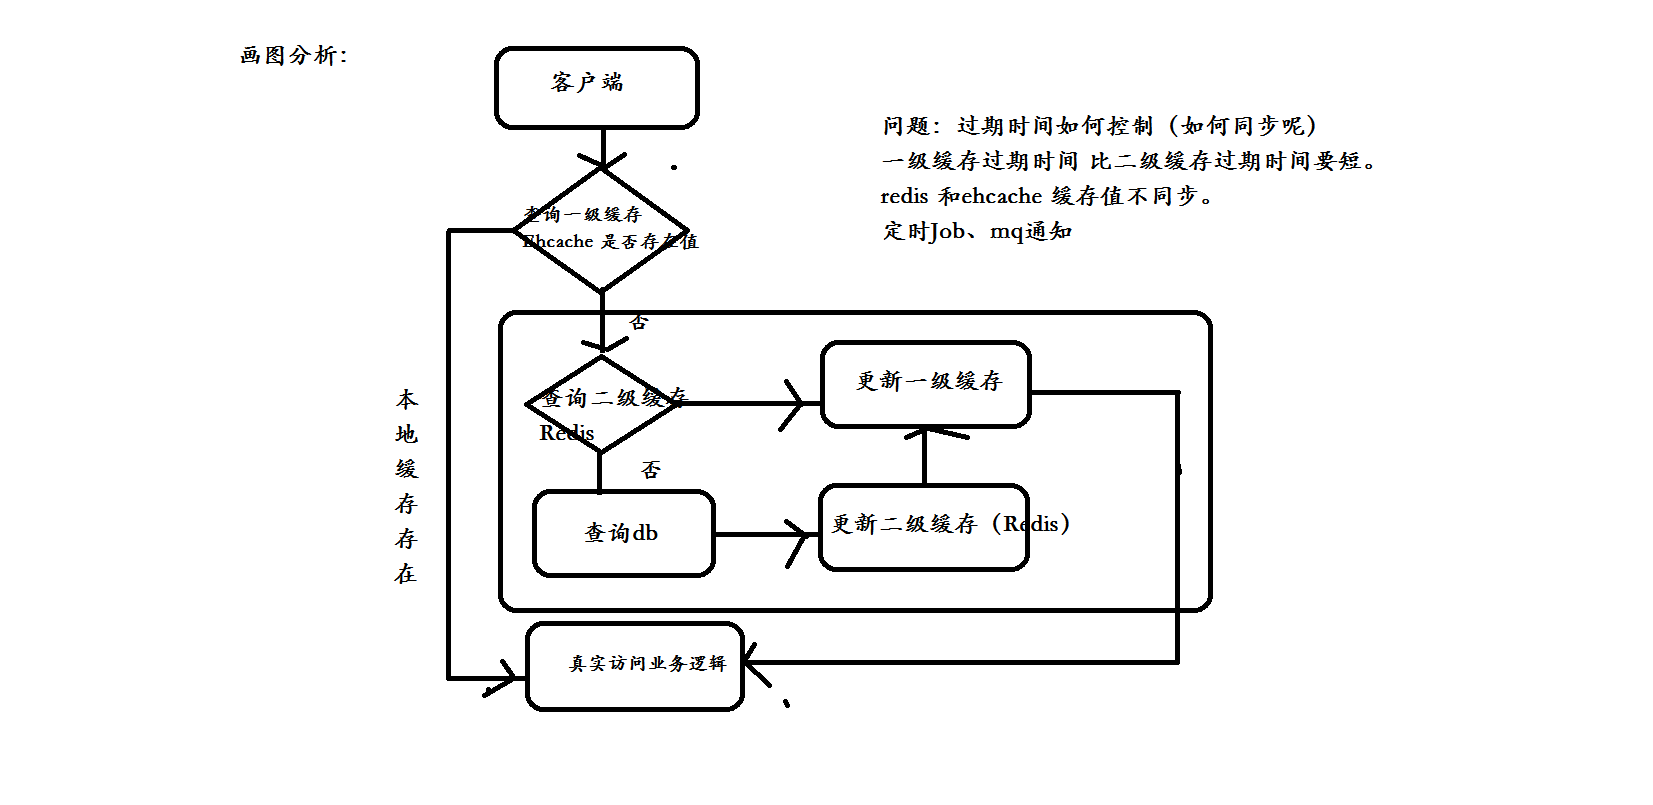 画图分析：
客户端
问题：过期时间如何控制（如何同步呢）
一级缓存过期时间 比二级缓存过期时间要短。
redis 和ehcache 缓存值不同步。
定时Job、mq通知
查询一级缓存
Ehcache 是否存在值
否
查询二级缓存
Redis
更新一级缓存
本地缓存存在
否
查询db
更新二级缓存（Redis）
真实访问业务逻辑